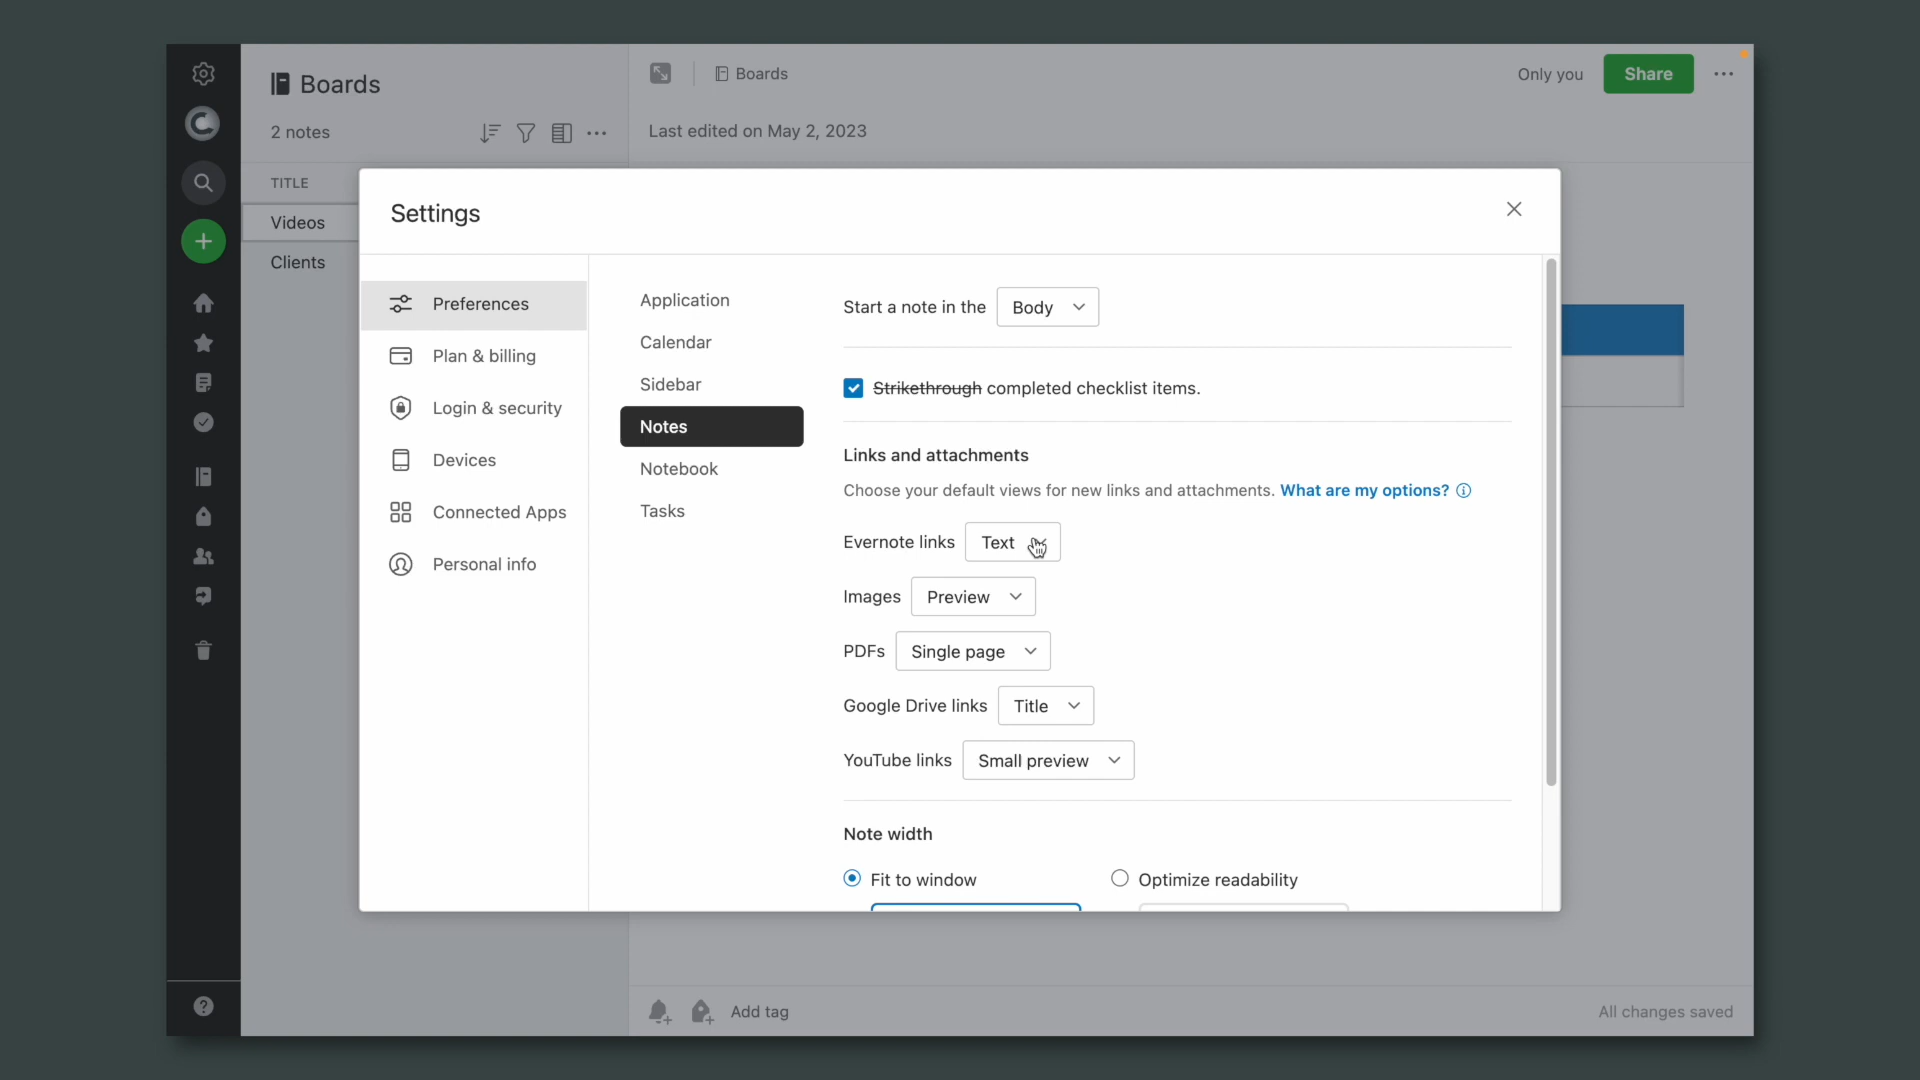 Boards
2 notes
TITLE
Videos
Clients
Boards
Only you
Share
Last edited on May 2, 2023
Settings
Preferences
Plan & billing
Login & security
Devices
Connected Apps
Personal info
Application
Calendar
Sidebar
Notes
Notebook
Tasks
Start a note in the Body
Strikethrough completed checklist items.
Links and attachments
Choose your default views for new links and attachments. What are my options?
Evernote links Text
Images Preview
PDFs Single page
Google Drive links Title
YouTube links Small preview
Note width
Fit to window Optimize readability
Add tag
All changes saved